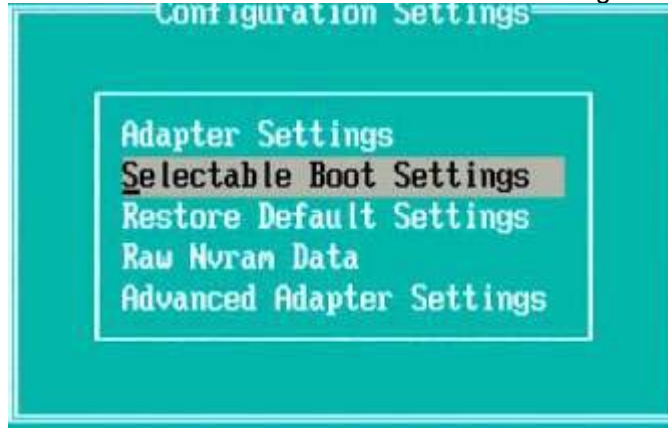 Configuration Settings
Adapter Settings
Selectable Boot Settings
Restore Default Settings
Raw Nvram Data
Advanced Adapter Settings